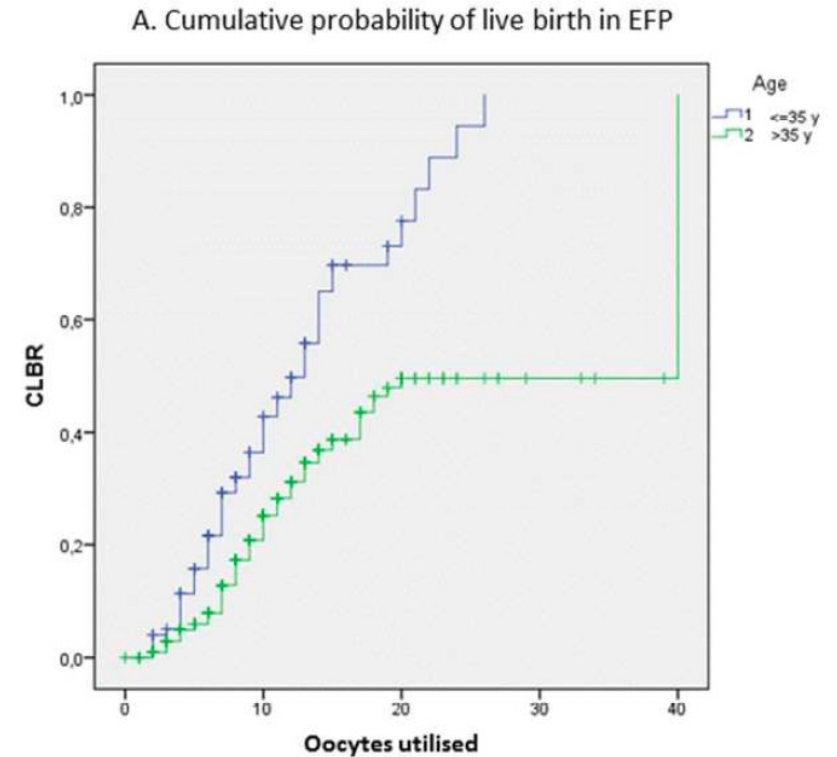 A. Cumulative probability of live birth in EFP
Age
1 <=35 y
2 >35 y
1,0
0,8
0,6
0,4
0,2
0,0
CLBR
0 10 20 30 40
Oocytes utilised